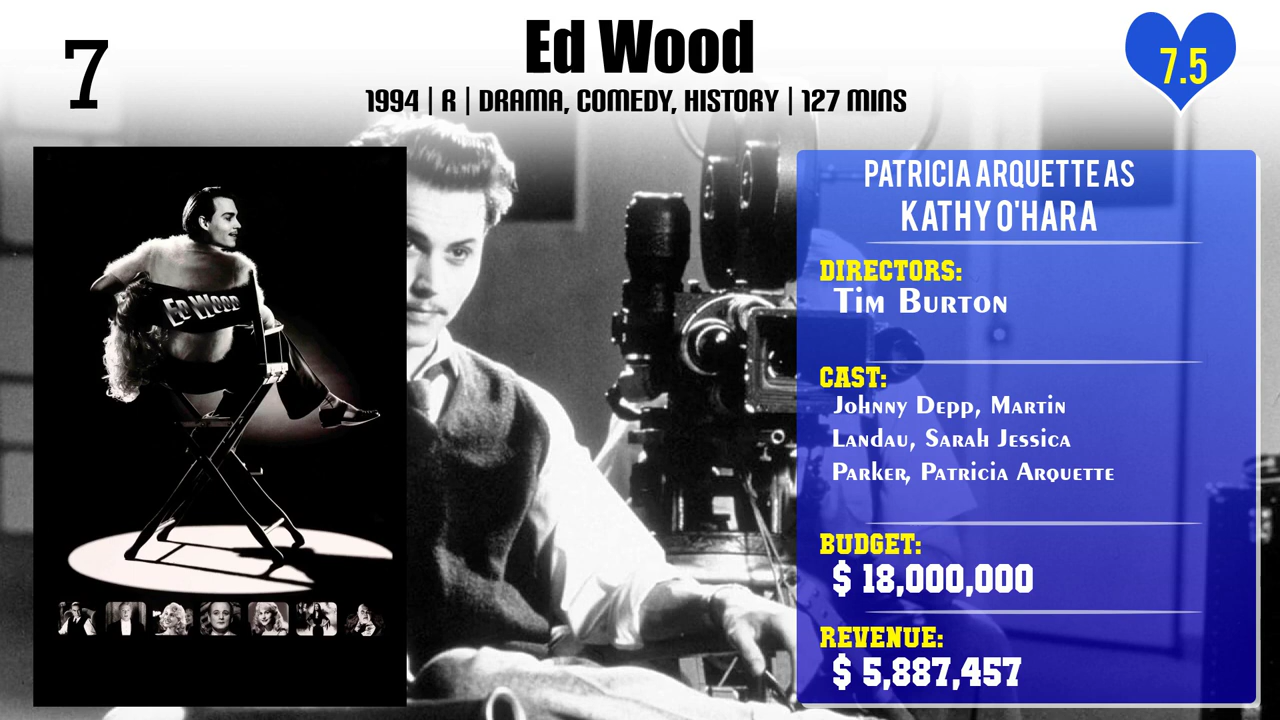 7
Ed Wood
7.5
1994 | R | DRAMA, COMEDY, HISTORY | 127 MINS
PATRICIA ARQUETTE AS
KATHY O'HARA
DIRECTORS:
TIM BURTON
CAST:
JOHNNY DEPP, MARTIN
LANDAU, SARAH JESSICA
PARKER, PATRICIA ARQUETTE
BUDGET:
$ 18,000,000
REVENUE:
$ 5,887,457
ED WOOD